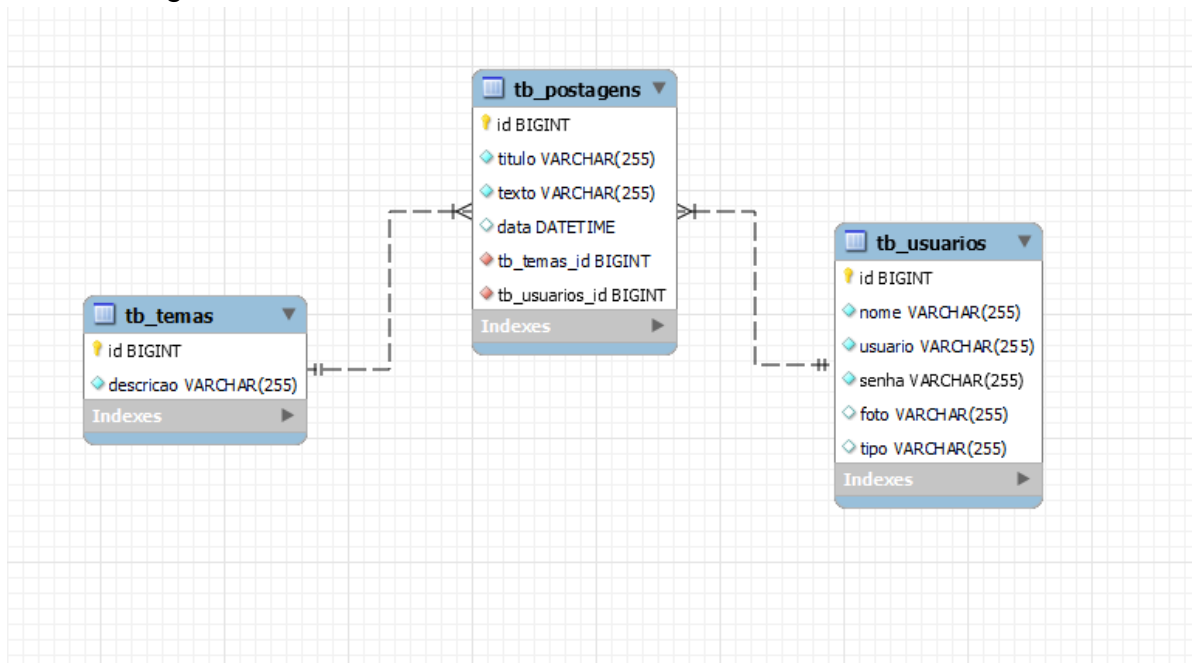 tb_postagens
id BIGINT
titulo VARCHAR(255)
texto VARCHAR(255)
data DATETIME
tb_temas_id BIGINT
tb_usuarios_id BIGINT
Indexes
tb_usuarios
id BIGINT
nome VARCHAR(255)
usuario VARCHAR(255)
senha VARCHAR(255)
foto VARCHAR(255)
tipo VARCHAR(255)
Indexes
tb_temas
id BIGINT
descricao VARCHAR(255)
Indexes